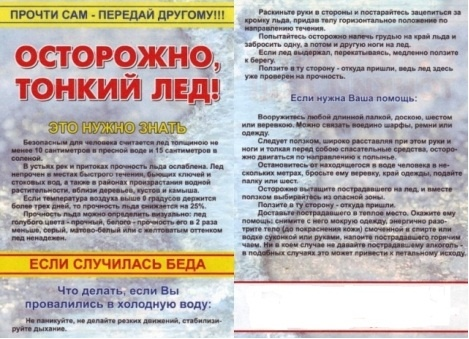 ПРОЧТИ САМ - ПЕРЕДАЙ ДРУГОМУ!!!
ОСТОРОЖНО,
ТОНКИЙ ЛЕД!
ЭТО НУЖНО ЗНАТЬ
Безопасным для человека считается лед толщиною не
менее 10 сантиметров в пресной воде и 15 сантиметров в
соленой.
В устьях рек и притоках прочность льда ослаблена. Лед
непрочен в местах быстрого течения, бьющих ключей и
стоковых вод, а также в районах произрастания водной
растительности, вблизи деревьев, кустов и камыша.
Если температура воздуха выше 0 градусов держится
более трех дней, то прочность льда снижается на 25%.
Прочность льда можно определить визуально: лед
голубого цвета - прочный, белого - прочность его в 2 раза
меньше, серый, матово-белый или с желтоватым оттенком
лед ненадежен.
ЕСЛИ СЛУЧИЛАСЬ БЕДА
Что делать, если Вы
провалились в холодную воду:
Не паникуйте, не делайте резких движений, стабилизи-
руйте дыхание.
Раскиньте руки в стороны и постарайтесь зацепиться за
кромку льда, придав телу горизонтальное положение по
направлению течения.
Попытайтесь осторожно налечь грудью на край льда и
забросить одну, а потом и другую ноги на лед.
Если лед выдержал, перекатываясь, медленно ползите
к берегу.
Ползите в ту сторону - откуда пришли, ведь лед здесь
уже проверен на прочность.
Если нужна Ваша помощь:
Вооружитесь любой длинной палкой, доскою, шестом
или веревкою. Можно связать воедино шарфы, ремни или
одежду.
Следует ползком, широко расставляя при этом руки и
ноги и толкая перед собою спасательные средства, осто-
рожно двигаться по направлению к полынье.
Остановитесь от находящегося в воде человека в не-
скольких метрах, бросьте ему веревку, край одежды, подайте
палку или шест.
Осторожно вытащите пострадавшего на лед, и вместе
ползком выбирайтесь из опасной зоны.
Ползите в ту сторону - откуда пришли.
Доставьте пострадавшего в теплое место. Окажите ему
помощь: снимите с него мокрую одежду, энергично разо-
трите тело (до покраснения кожи) смоченной в спирте или
водке суконкой или руками, напоите пострадавшего горячим
чаем. Ни в коем случае не давайте пострадавшему алкоголь -
в подобных случаях это может привести к летальному исходу.